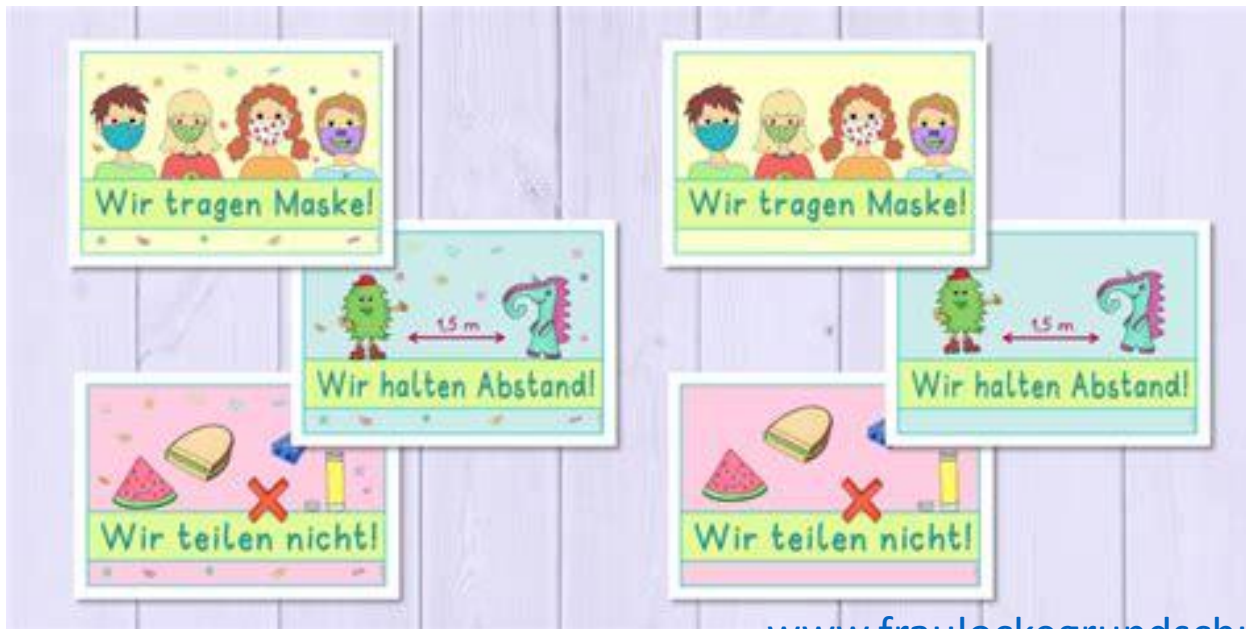 Wir tragen Maske!
1,5 m
Wir halten Abstand!
Wir teilen nicht!
Wir tragen Maske!
1,5 m
Wir halten Abstand!
Wir teilen nicht!